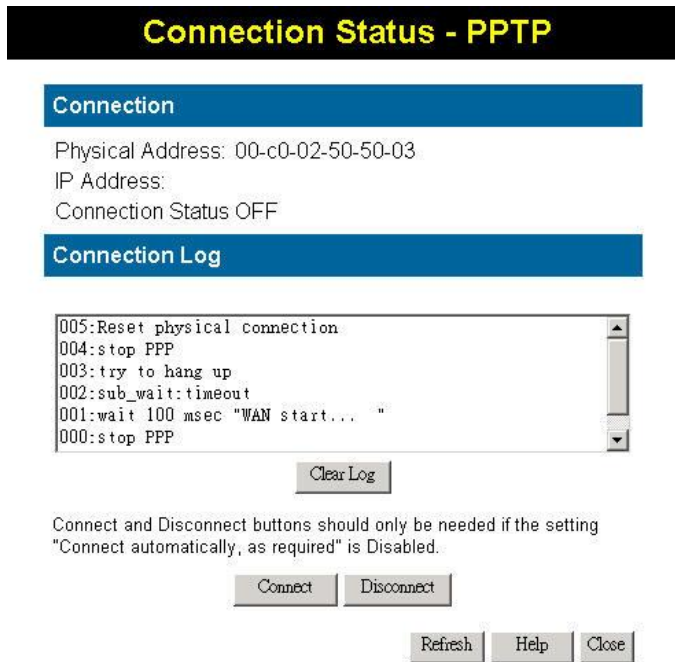 Connection Status - PPTP
Connection
Physical Address: 00-c0-02-50-50-03
IP Address:
Connection Status OFF
Connection Log
005:Reset physical connection
004:stop PPP
003:try to hang up
002:sub_wait:timeout
001:wait 100 msec "WAN start...  "
000:stop PPP
Clear Log
Connect and Disconnect buttons should only be needed if the setting
"Connect automatically, as required" is Disabled.
Connect Disconnect
Refresh Help Close